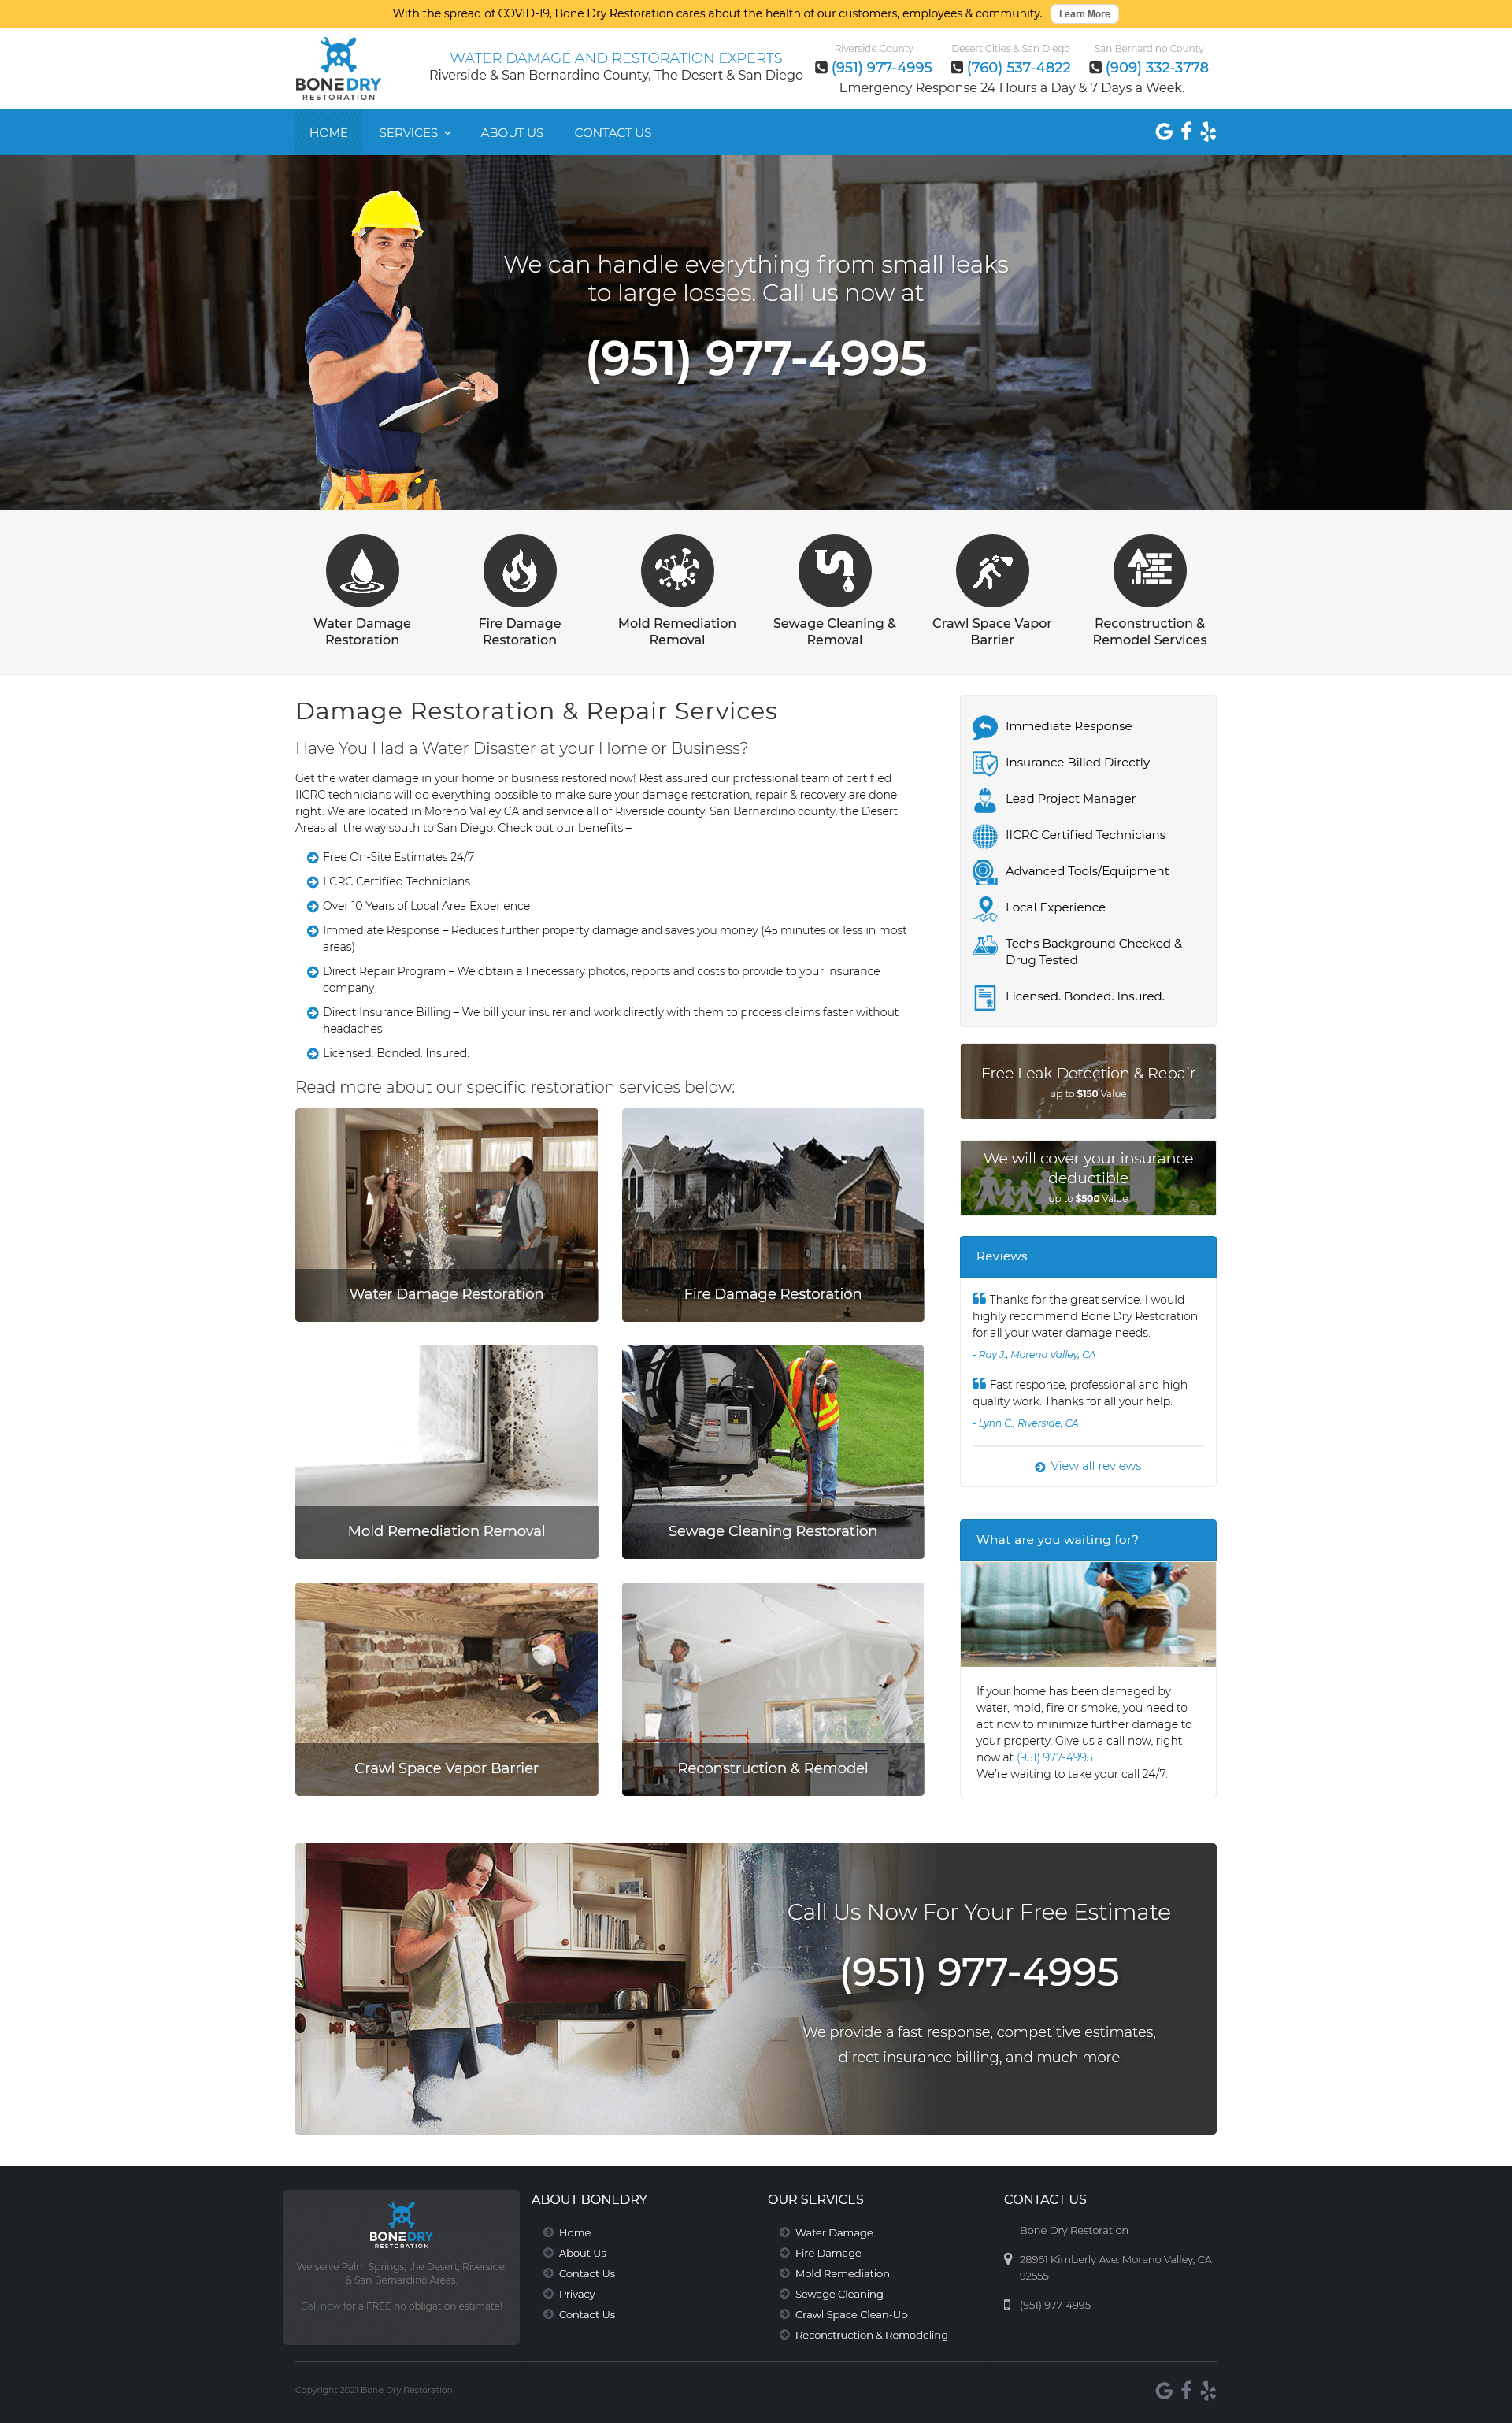 With the spread of COVID-19, Bone Dry Restoration cares about the health of our customers, employees & community. Learn More
BONEDRY
RESTORATION
WATER DAMAGE AND RESTORATION EXPERTS
Riverside & San Bernardino County, The Desert & San Diego
Riverside County
(951) 977-4995
Desert Cities & San Diego
(760) 537-4822
San Bernardino County
(909) 332-3778
Emergency Response 24 Hours a Day & 7 Days a Week.
HOME SERVICES ABOUT US CONTACT US
We can handle everything from small leaks
to large losses. Call us now at
(951) 977-4995
Water Damage
Restoration
Fire Damage
Restoration
Mold Remediation
Removal
Sewage Cleaning &
Removal
Crawl Space Vapor
Barrier
Reconstruction &
Remodel Services
Damage Restoration & Repair Services
Have You Had a Water Disaster at your Home or Business?
Get the water damage in your home or business restored now! Rest assured our professional team of certified
IICRC technicians will do everything possible to make sure your damage restoration, repair & recovery are done
right. We are located in Moreno Valley CA and service all of Riverside county, San Bernardino county, the Desert
Areas all the way south to San Diego. Check out our benefits –
Free On-Site Estimates 24/7
IICRC Certified Technicians
Over 10 Years of Local Area Experience
Immediate Response – Reduces further property damage and saves you money (45 minutes or less in most
areas)
Direct Repair Program – We obtain all necessary photos, reports and costs to provide to your insurance
company
Direct Insurance Billing – We bill your insurer and work directly with them to process claims faster without
headaches
Licensed. Bonded. Insured.
Read more about our specific restoration services below:
Water Damage Restoration
Fire Damage Restoration
Mold Remediation Removal
Sewage Cleaning Restoration
Crawl Space Vapor Barrier
Reconstruction & Remodel
Immediate Response
Insurance Billed Directly
Lead Project Manager
IICRC Certified Technicians
Advanced Tools/Equipment
Local Experience
Techs Background Checked &
Drug Tested
Licensed. Bonded. Insured.
Free Leak Detection & Repair
up to $150 Value
We will cover your insurance
deductible
up to $500 Value
Reviews
Thanks for the great service. I would
highly recommend Bone Dry Restoration
for all your water damage needs.
- Ray J., Moreno Valley, CA
Fast response, professional and high
quality work. Thanks for all your help.
- Lynn C., Riverside, CA
View all reviews
What are you waiting for?
If your home has been damaged by
water, mold, fire or smoke, you need to
act now to minimize further damage to
your property. Give us a call now, right
now at (951) 977-4995
We're waiting to take your call 24/7.
Call Us Now For Your Free Estimate
(951) 977-4995
We provide a fast response, competitive estimates,
direct insurance billing, and much more
BONEDRY
RESTORATION
We serve Palm Springs, the Desert, Riverside,
& San Bernardino Areas.
Call now for a FREE no obligation estimate!
ABOUT BONEDRY
Home
About Us
Contact Us
Privacy
Contact Us
OUR SERVICES
Water Damage
Fire Damage
Mold Remediation
Sewage Cleaning
Crawl Space Clean-Up
Reconstruction & Remodeling
CONTACT US
Bone Dry Restoration
28961 Kimberly Ave. Moreno Valley, CA
92555
(951) 977-4995
Copyright 2021 Bone Dry Restoration